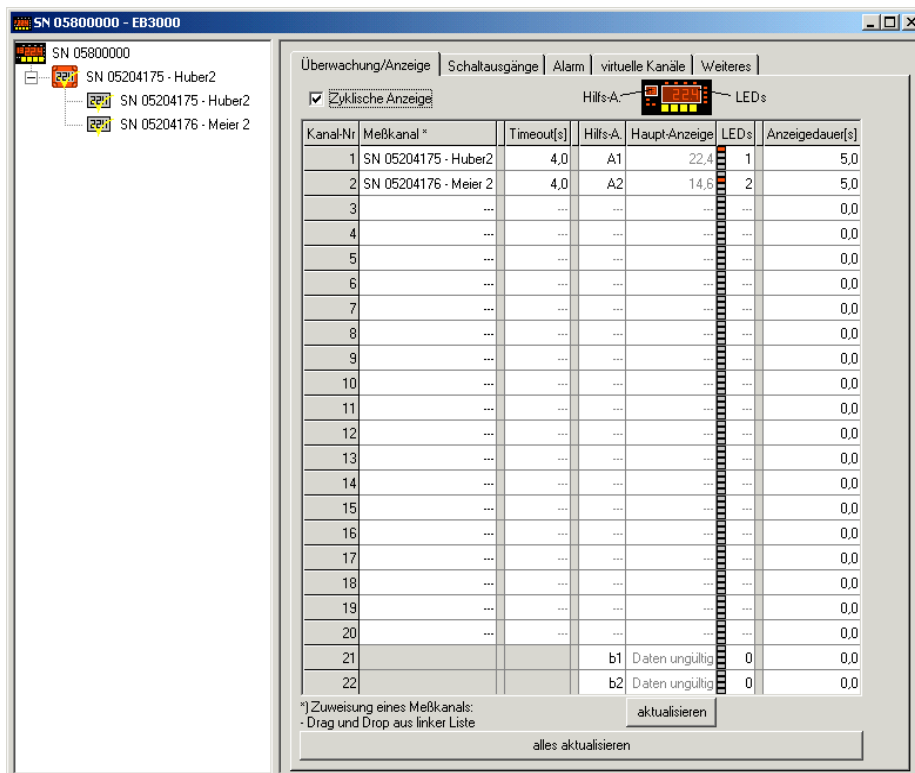 SN 05800000 - EB3000
SN 05800000
SN 05204175 - Huber2
SN 05204175 - Huber2
SN 05204176 - Meier 2
Überwachung/Anzeige Schaltausgänge Alarm virtuelle Kanäle Weiteres
Zyklische Anzeige Hilfs-A. 22.4 LEDs
Kanal-Nr Meßkanal * Timeout[s] Hilfs-A. Haupt-Anzeige LEDs Anzeigedauer[s]
1 SN 05204175 - Huber2 4,0 A1 22,4 1 5,0
2 SN 05204176 - Meier 2 4,0 A2 14,6 2 5,0
3 --- --- --- --- --- 0,0
4 --- --- --- --- --- 0,0
5 --- --- --- --- --- 0,0
6 --- --- --- --- --- 0,0
7 --- --- --- --- --- 0,0
8 --- --- --- --- --- 0,0
9 --- --- --- --- --- 0,0
10 --- --- --- --- --- 0,0
11 --- --- --- --- --- 0,0
12 --- --- --- --- --- 0,0
13 --- --- --- --- --- 0,0
14 --- --- --- --- --- 0,0
15 --- --- --- --- --- 0,0
16 --- --- --- --- --- 0,0
17 --- --- --- --- --- 0,0
18 --- --- --- --- --- 0,0
19 --- --- --- --- --- 0,0
20 --- --- --- --- --- 0,0
21 b1 Daten ungültig 0 0,0
22 b2 Daten ungültig 0 0,0
*) Zuweisung eines Meßkanals:
- Drag und Drop aus linker Liste
aktualisieren
alles aktualisieren